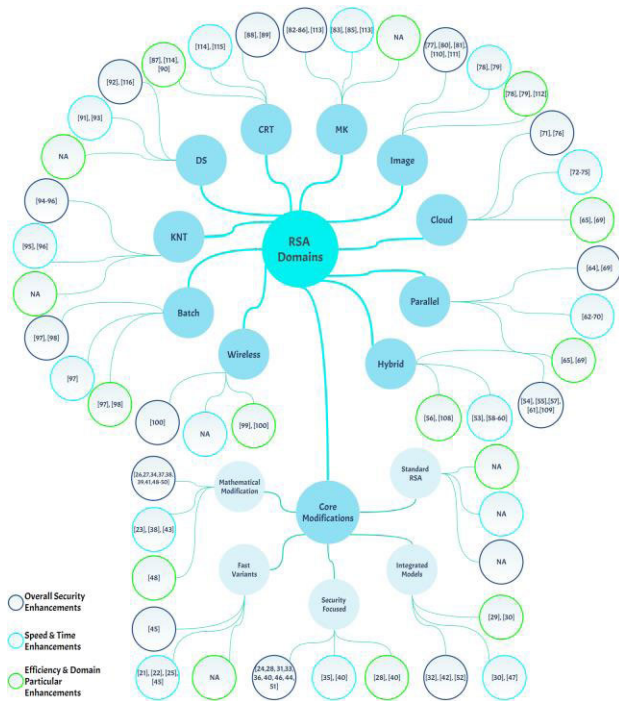 [88], [89]
[82-86], [113]
[83], [85], [113]
NA
[114], [115]
[77], [80], [81],
[110], [111]
[87], [114],
[90]
[78], [79]
[92], [116]
[78], [79], [112]
[91], [93]
[71], [76]
CRT
MK
NA
DS
Image
[72-75]
[94-96]
Cloud
[65], [69]
KNT
RSA
Domains
[95], [96]
[64], [69]
NA
Parallel
Batch
[62-70]
[97], [98]
Wireless
Hybrid
[65], [69]
[97]
[97], [98]
[54], [55],[57],
[61],[109]
[100]
NA
[99], [100]
[56], [108]
[53], [58-60]
[26,27,34,37,38,
39,41,48-50]
Mathematical
Modification
Standard
RSA
NA
Core
Modifications
[23], [38], [43]
NA
[48]
Fast
Variants
Integrated
Models
NA
Security
Focused
Overall Security
Enhancements
[45]
[29], [30]
Speed & Time
Enhancements
Efficiency & Domain
Particular
Enhancements
[21], [22], [25],
[45]
NA
[24,28, 31,33,
36, 40, 46, 44,
51]
[35], [40]
[28], [40]
[32], [42], [52]
[30], [47]